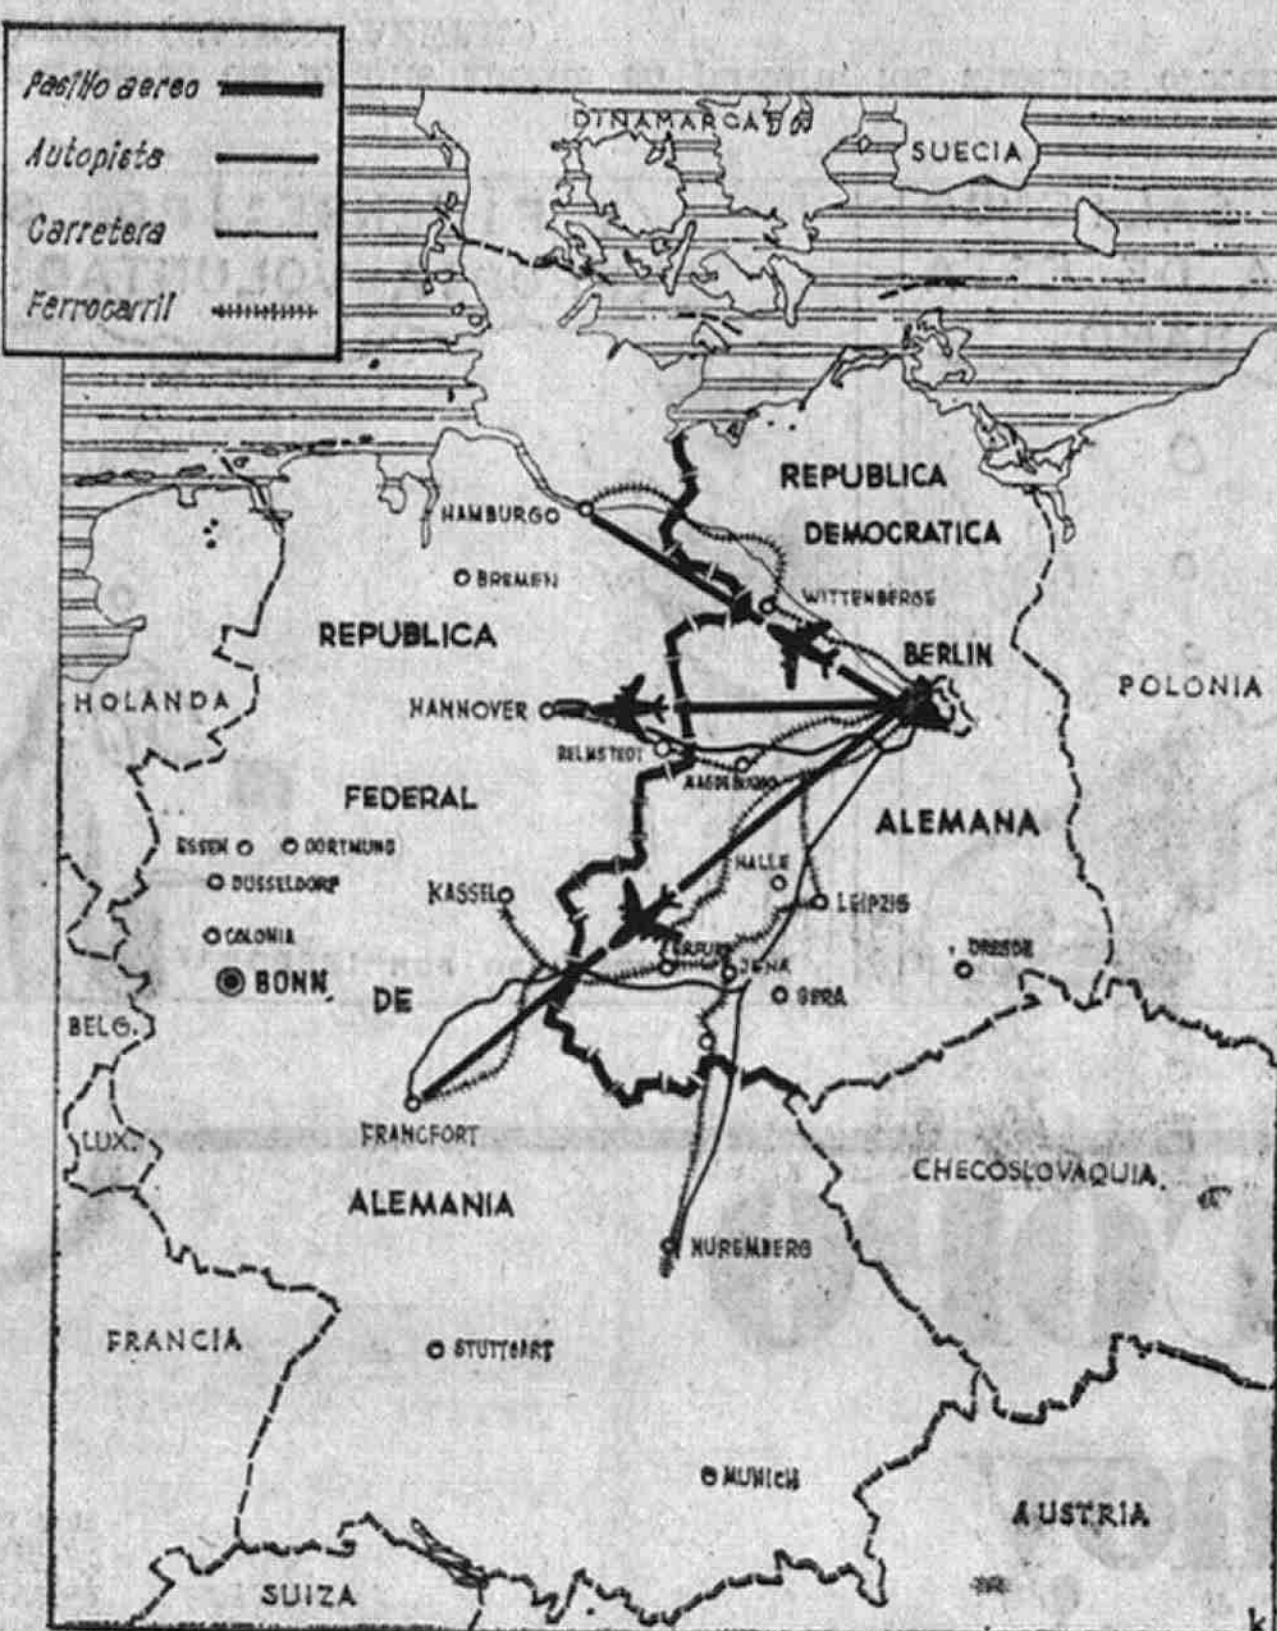 Pasillo aereo
Autopista
Carretera
Ferrocarril
DINAMARCA
SUECIA
HAMBURGO
BREMEN
REPUBLICA
DEMOCRATICA
WITTENBERGE
REPUBLICA
BERLIN
HOLANDA
HANNOVER
POLONIA
HELMSTEDT
MAGDEBURGO
FEDERAL
ALEMANA
ESSEN
DORTMUND
HALLE
DUSSELDORF
KASSEL
LEIPZIG
COLONIA
ERFURT
JENA
DRESDE
BONN
DE
GERA
BELG.
FRANCFORT
LUX.
CHECOSLOVAQUIA
ALEMANIA
NUREMBERG
FRANCIA
STUTTGART
MUNICH
AUSTRIA
SUIZA
k